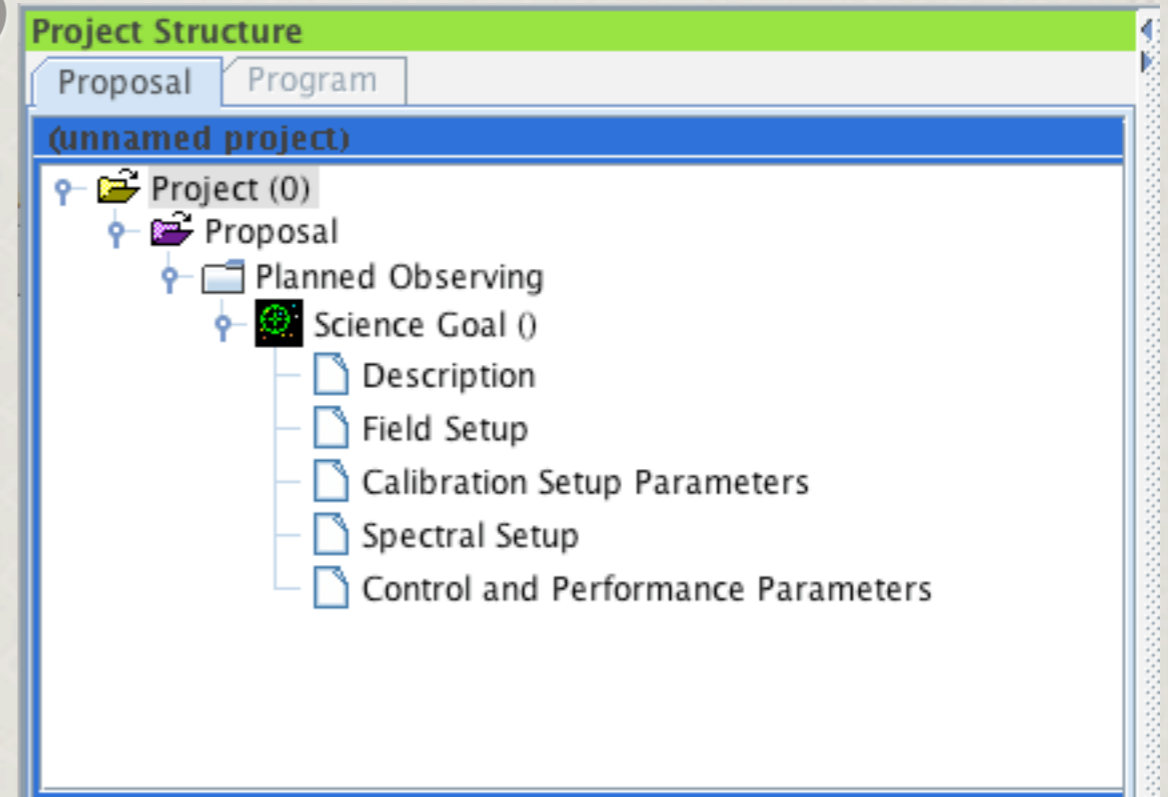 Project Structure
Proposal Program
(unnamed project)
Project (0)
Proposal
Planned Observing
Science Goal ()
Description
Field Setup
Calibration Setup Parameters
Spectral Setup
Control and Performance Parameters